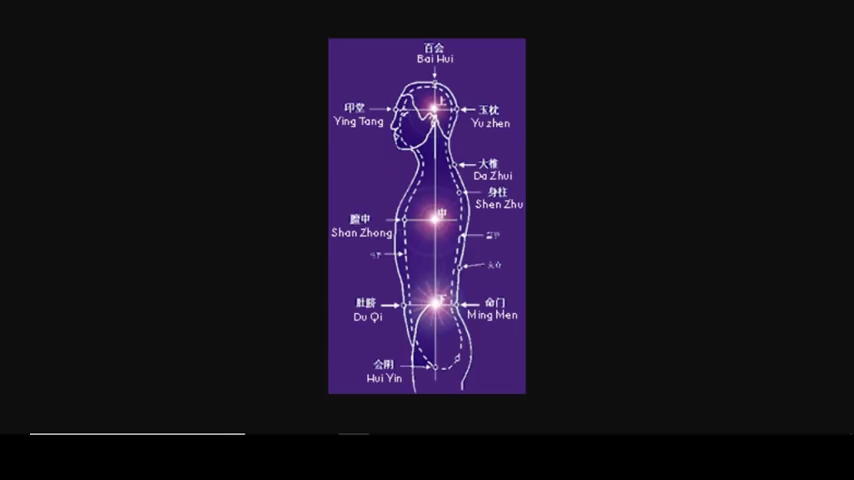 百会
Bai Hui
上
印堂
Ying Tang
玉枕
Yu zhen
大椎
Da Zhui
身柱
Shen Zhu
中
膻中
Shan Zhong
下
肚脐
Du Qi
命门
Ming Men
会阴
Hui Yin